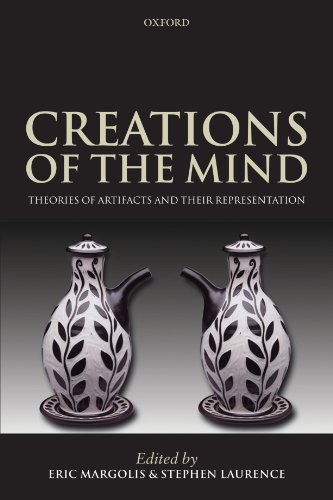 OXFORD
CREATIONS
OF THE MIND
THEORIES OF ARTIFACTS AND THEIR REPRESENTATION
Edited by
ERIC MARGOLIS & STEPHEN LAURENCE